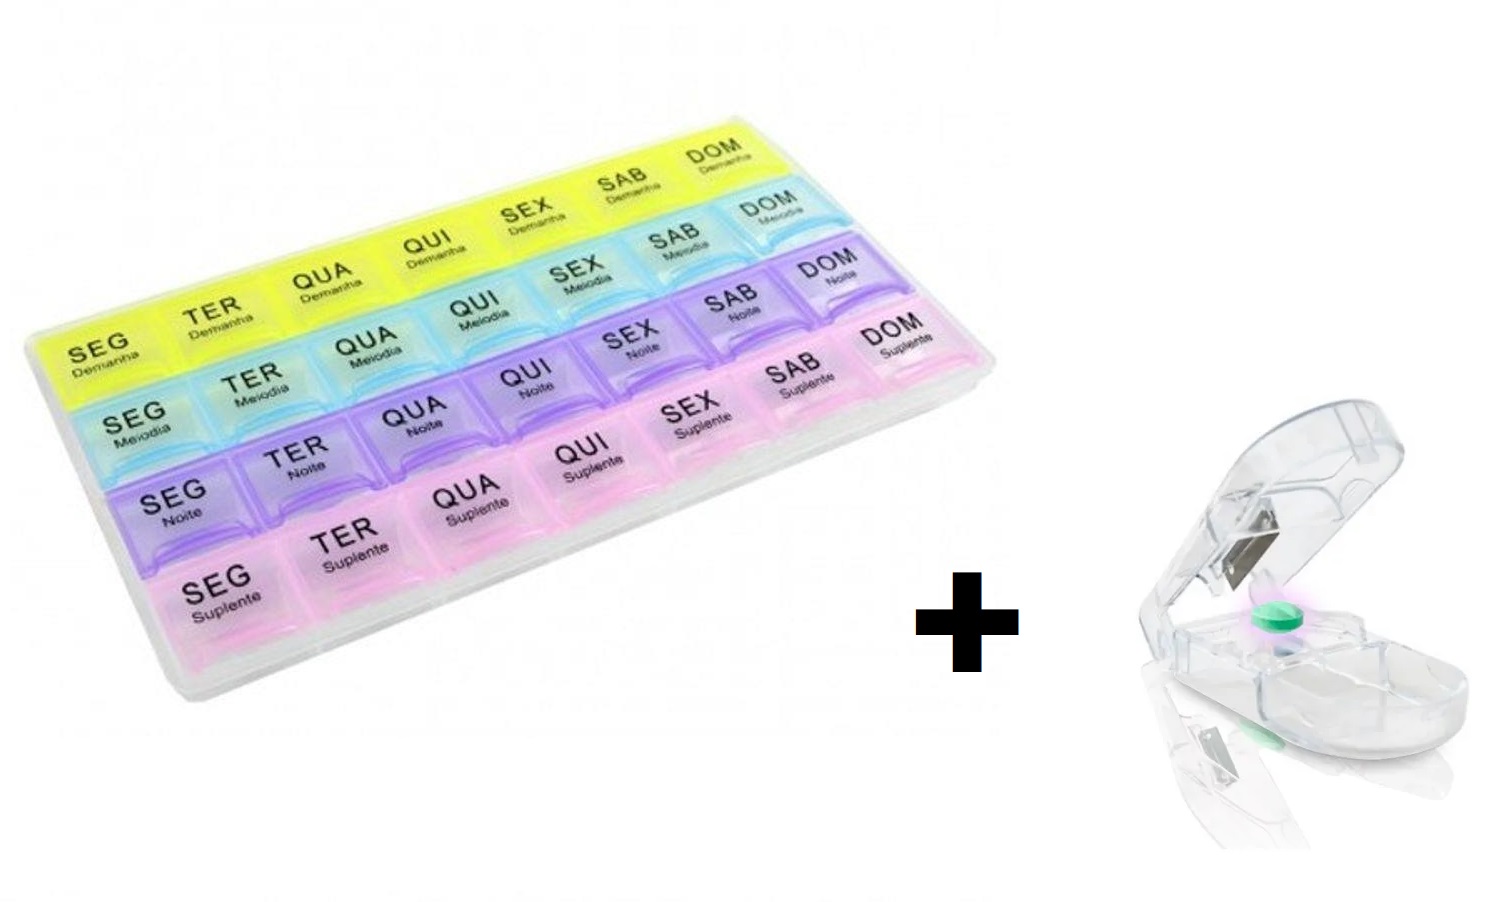 SEG
Demanha
TER
Demanha
QUA
Demanha
QUI
Demanha
SEX
Demanha
SAB
Demanha
DOM
Demanha
SEG
Meiodia
TER
Meiodia
QUA
Meiodia
QUI
Meiodia
SEX
Meiodia
SAB
Meiodia
DOM
Meiodia
SEG
Noite
TER
Noite
QUA
Noite
QUI
Noite
SEX
Noite
SAB
Noite
DOM
Noite
SEG
Suplente
TER
Suplente
QUA
Suplente
QUI
Suplente
SEX
Suplente
SAB
Suplente
DOM
Suplente